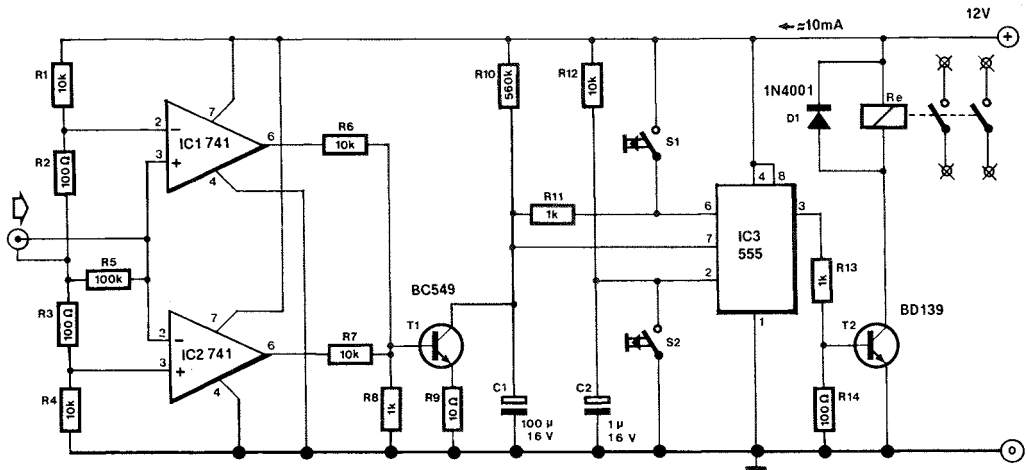 12V
≈10mA
+
R1
10k
R2
100Ω
R3
100Ω
R4
10k
R5
100k
2
3
7
6
4
−
+
IC1 741
2
3
7
6
4
−
+
IC2 741
R6
10k
R7
10k
R8
1k
BC549
T1
R9
10Ω
R10
560k
R11
1k
C1
100µ
16V
R12
10k
C2
1µ
16V
S1
S2
4
8
6
7
2
3
1
IC3
555
R13
1k
R14
100Ω
1N4001
D1
Re
BD139
T2
0